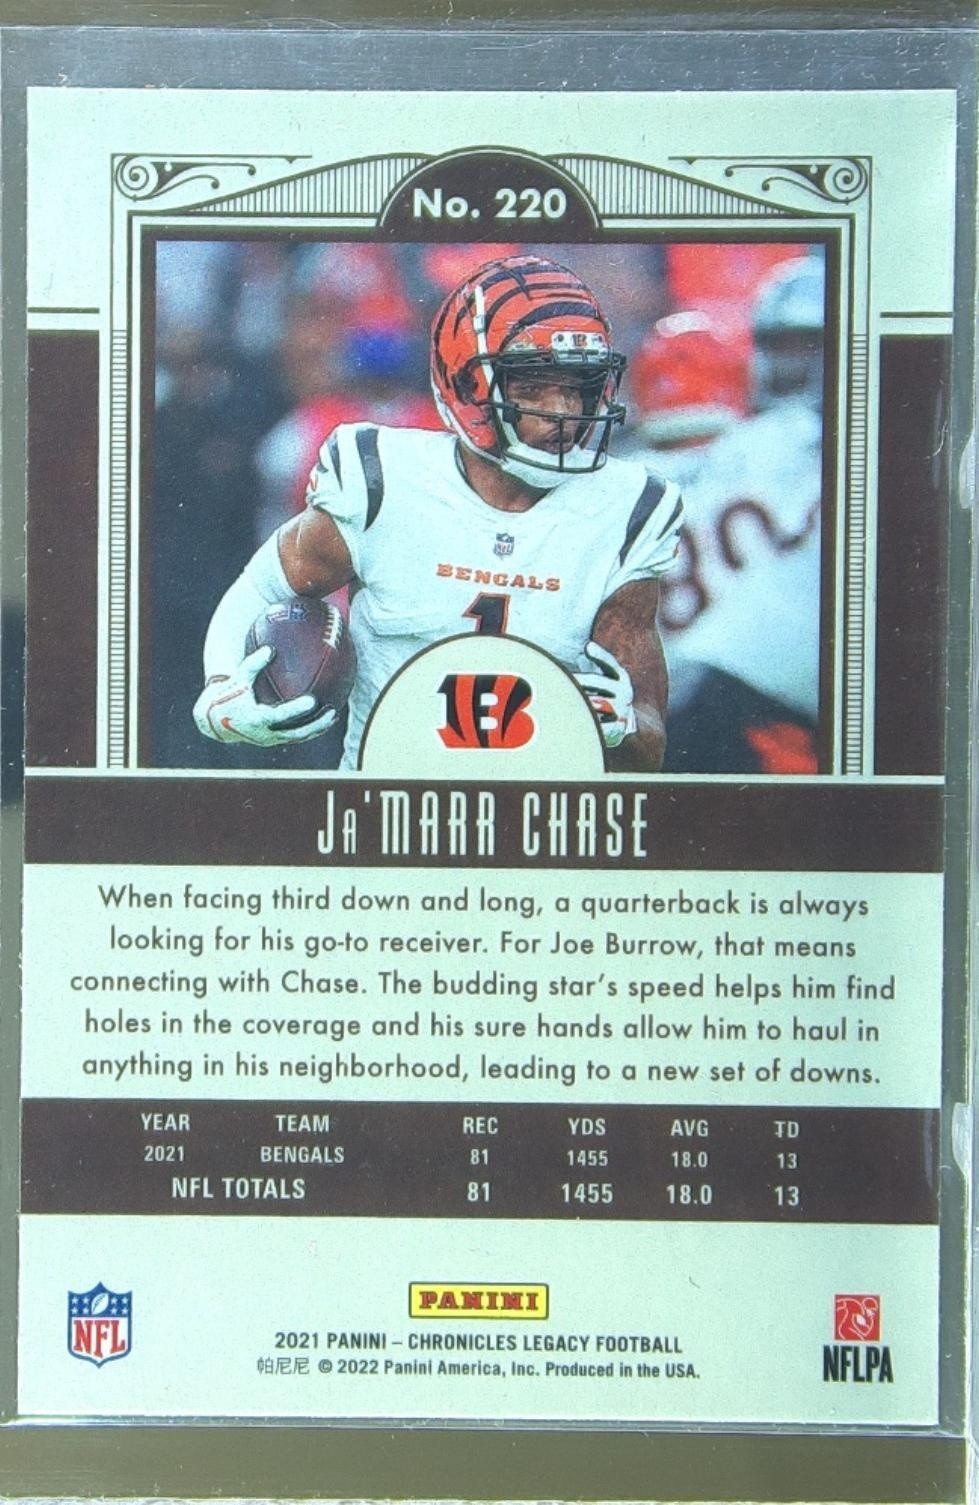 No. 220
BENGALS
1
B
82
Ja'MARR CHASE
When facing third down and long, a quarterback is always
looking for his go-to receiver. For Joe Burrow, that means
connecting with Chase. The budding star's speed helps him find
holes in the coverage and his sure hands allow him to haul in
anything in his neighborhood, leading to a new set of downs.
YEAR TEAM REC YDS AVG TD
2021 BENGALS 81 1455 18.0 13
NFL TOTALS 81 1455 18.0 13
NFL
PANINI
2021 PANINI – CHRONICLES LEGACY FOOTBALL
帕尼尼 © 2022 Panini America, Inc. Produced in the USA.
NFLPA